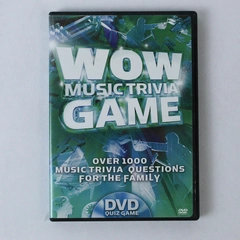 WOW
MUSIC TRIVIA
GAME
OVER 1000
MUSIC TRIVIA QUESTIONS
FOR THE FAMILY
DVD
QUIZ GAME